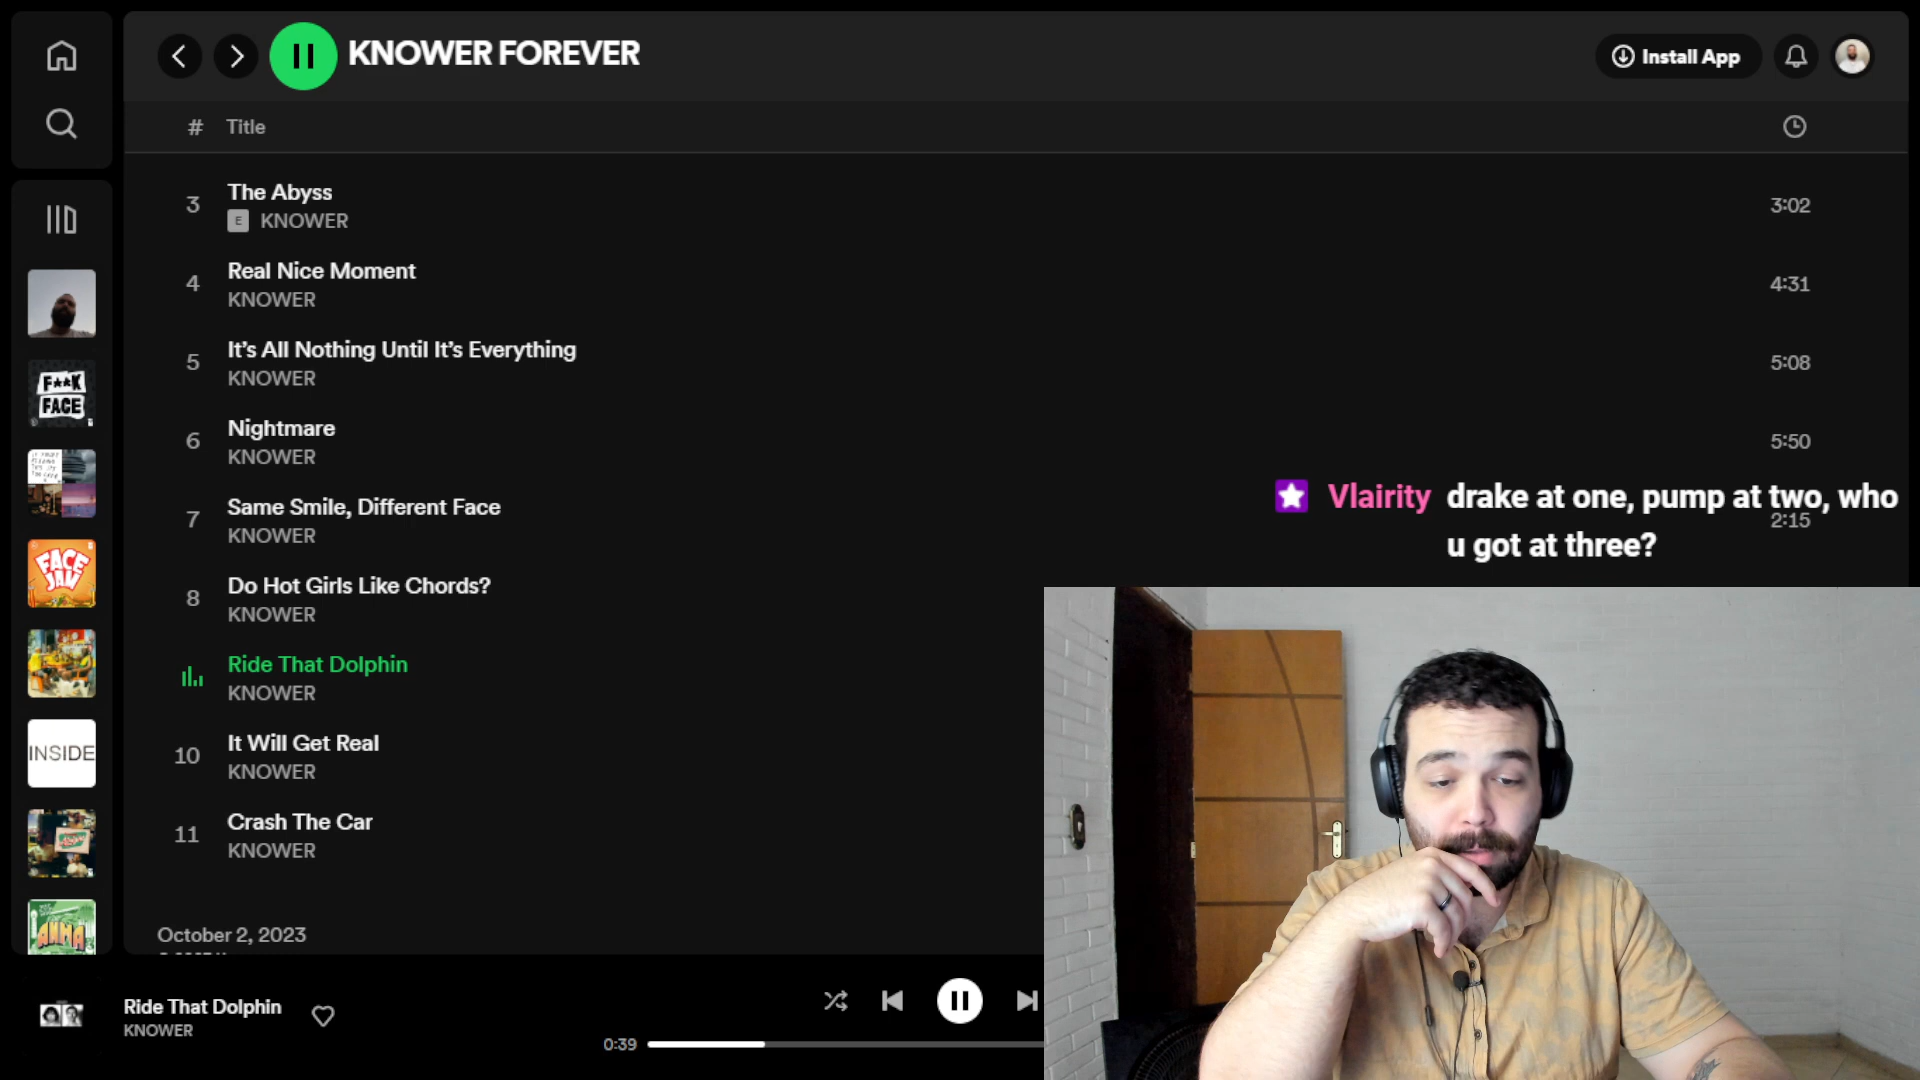 KNOWER FOREVER
Install App
# Title
3 The Abyss 3:02
E KNOWER
4 Real Nice Moment 4:31
KNOWER
5 It's All Nothing Until It's Everything 5:08
KNOWER
6 Nightmare 5:50
KNOWER
7 Same Smile, Different Face 2:15
KNOWER
8 Do Hot Girls Like Chords?
KNOWER
Ride That Dolphin
KNOWER
10 It Will Get Real
KNOWER
11 Crash The Car
KNOWER
October 2, 2023
Vlairity drake at one, pump at two, who
u got at three?
F**K
FACE
FACE
JAM
INSIDE
ANMA
Ride That Dolphin
KNOWER
0:39